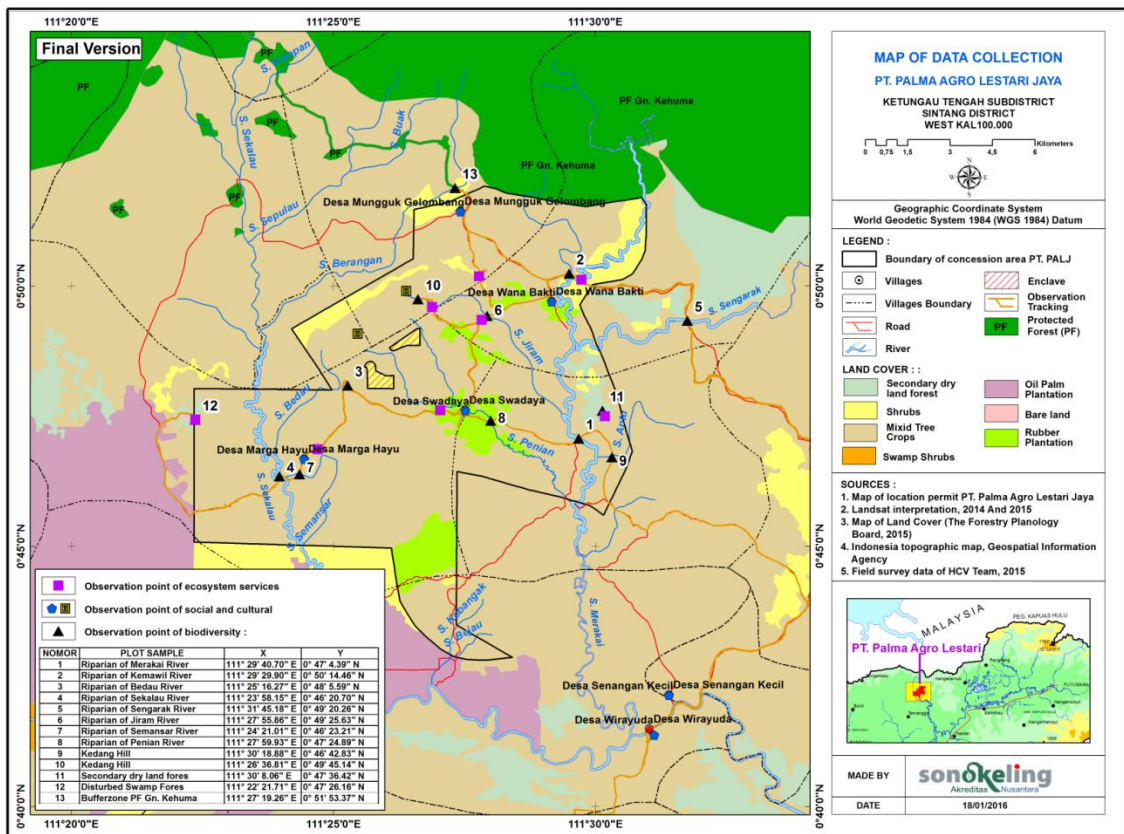 111°20'0"E 111°25'0"E 111°30'0"E
Final Version
PF
S. Buak
S. Sekalau
PF
PF
PF
PF
PF Gn. Kehuma
PF Gn. Kehuma
13
Desa Mungguk Gelombang Desa Mungguk Gelombang
S. Sepulau
S. Berangan
2
0°50'0"N
10
Desa Wana Bakti Desa Wana Bakti
6
5
S. Sengarak
S. Jiram
3
S. Bedau
12
Desa Swadaya Desa Swadaya
8
11
1
S. Penian
9
Desa Marga Hayu Desa Marga Hayu
4 7
S. Sekalau
S. Semansar
0°45'0"N
S. Kabangak
S. Bejau
S. Merakai
Desa Senangan Kecil Desa Senangan Kecil
Desa Wirayuda Desa Wirayuda
0°40'0"N
111°20'0"E 111°25'0"E 111°30'0"E
Observation point of ecosystem services
Observation point of social and cultural
Observation point of biodiversity :
NOMOR PLOT SAMPLE X Y
1 Riparian of Merakai River 111° 29' 40.70" E 0° 47' 4.39" N
2 Riparian of Kemawil River 111° 29' 29.90" E 0° 50' 14.46" N
3 Riparian of Bedau River 111° 25' 16.27" E 0° 48' 5.59" N
4 Riparian of Sekalau River 111° 23' 58.15" E 0° 46' 20.70" N
5 Riparian of Sengarak River 111° 31' 45.18" E 0° 49' 20.26" N
6 Riparian of Jiram River 111° 27' 55.86" E 0° 49' 25.63" N
7 Riparian of Semansar River 111° 24' 21.01" E 0° 46' 23.21" N
8 Riparian of Penian River 111° 27' 59.93" E 0° 47' 24.89" N
9 Kedang Hill 111° 30' 18.88" E 0° 46' 42.83" N
10 Kedang Hill 111° 26' 36.81" E 0° 49' 45.14" N
11 Secondary dry land fores 111° 30' 8.06" E 0° 47' 36.42" N
12 Disturbed Swamp Fores 111° 22' 21.71" E 0° 47' 26.16" N
13 Bufferzone PF Gn. Kehuma 111° 27' 19.26" E 0° 51' 53.37" N
MAP OF DATA COLLECTION
PT. PALMA AGRO LESTARI JAYA
KETUNGAU TENGAH SUBDISTRICT
SINTANG DISTRICT
WEST KAL100.000
0 0,75 1,5 3 4,5 6
Kilometers
N
W E
S
Geographic Coordinate System
World Geodetic System 1984 (WGS 1984) Datum
LEGEND :
Boundary of concession area PT. PALJ
Villages
Enclave
Villages Boundary
Observation Tracking
Road
PF Protected Forest (PF)
River
LAND COVER : :
Secondary dry land forest
Oil Palm Plantation
Shrubs
Bare land
Mixid Tree Crops
Rubber Plantation
Swamp Shrubs
SOURCES :
1. Map of location permit PT. Palma Agro Lestari Jaya
2. Landsat interpretation, 2014 And 2015
3. Map of Land Cover (The Forestry Planology
Board, 2015)
4. Indonesia topographic map, Geospatial Information
Agency
5. Field survey data of HCV Team, 2015
MALAYSIA
PEG. KAPUAS HULU
PT. Palma Agro Lestari
MADE BY
sonokeling
Akreditas Nusantara
DATE 18/01/2016